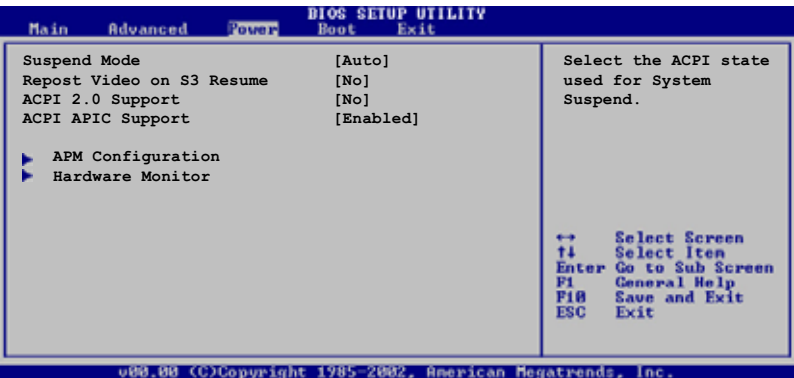 BIOS SETUP UTILITY
Main Advanced Power Boot Exit
Suspend Mode [Auto]
Repost Video on S3 Resume [No]
ACPI 2.0 Support [No]
ACPI APIC Support [Enabled]
APM Configuration
Hardware Monitor
Select the ACPI state
used for System
Suspend.
↔ Select Screen
↑↓ Select Item
Enter Go to Sub Screen
F1 General Help
F10 Save and Exit
ESC Exit
v00.00 (C)Copyright 1985-2002, American Megatrends, Inc.